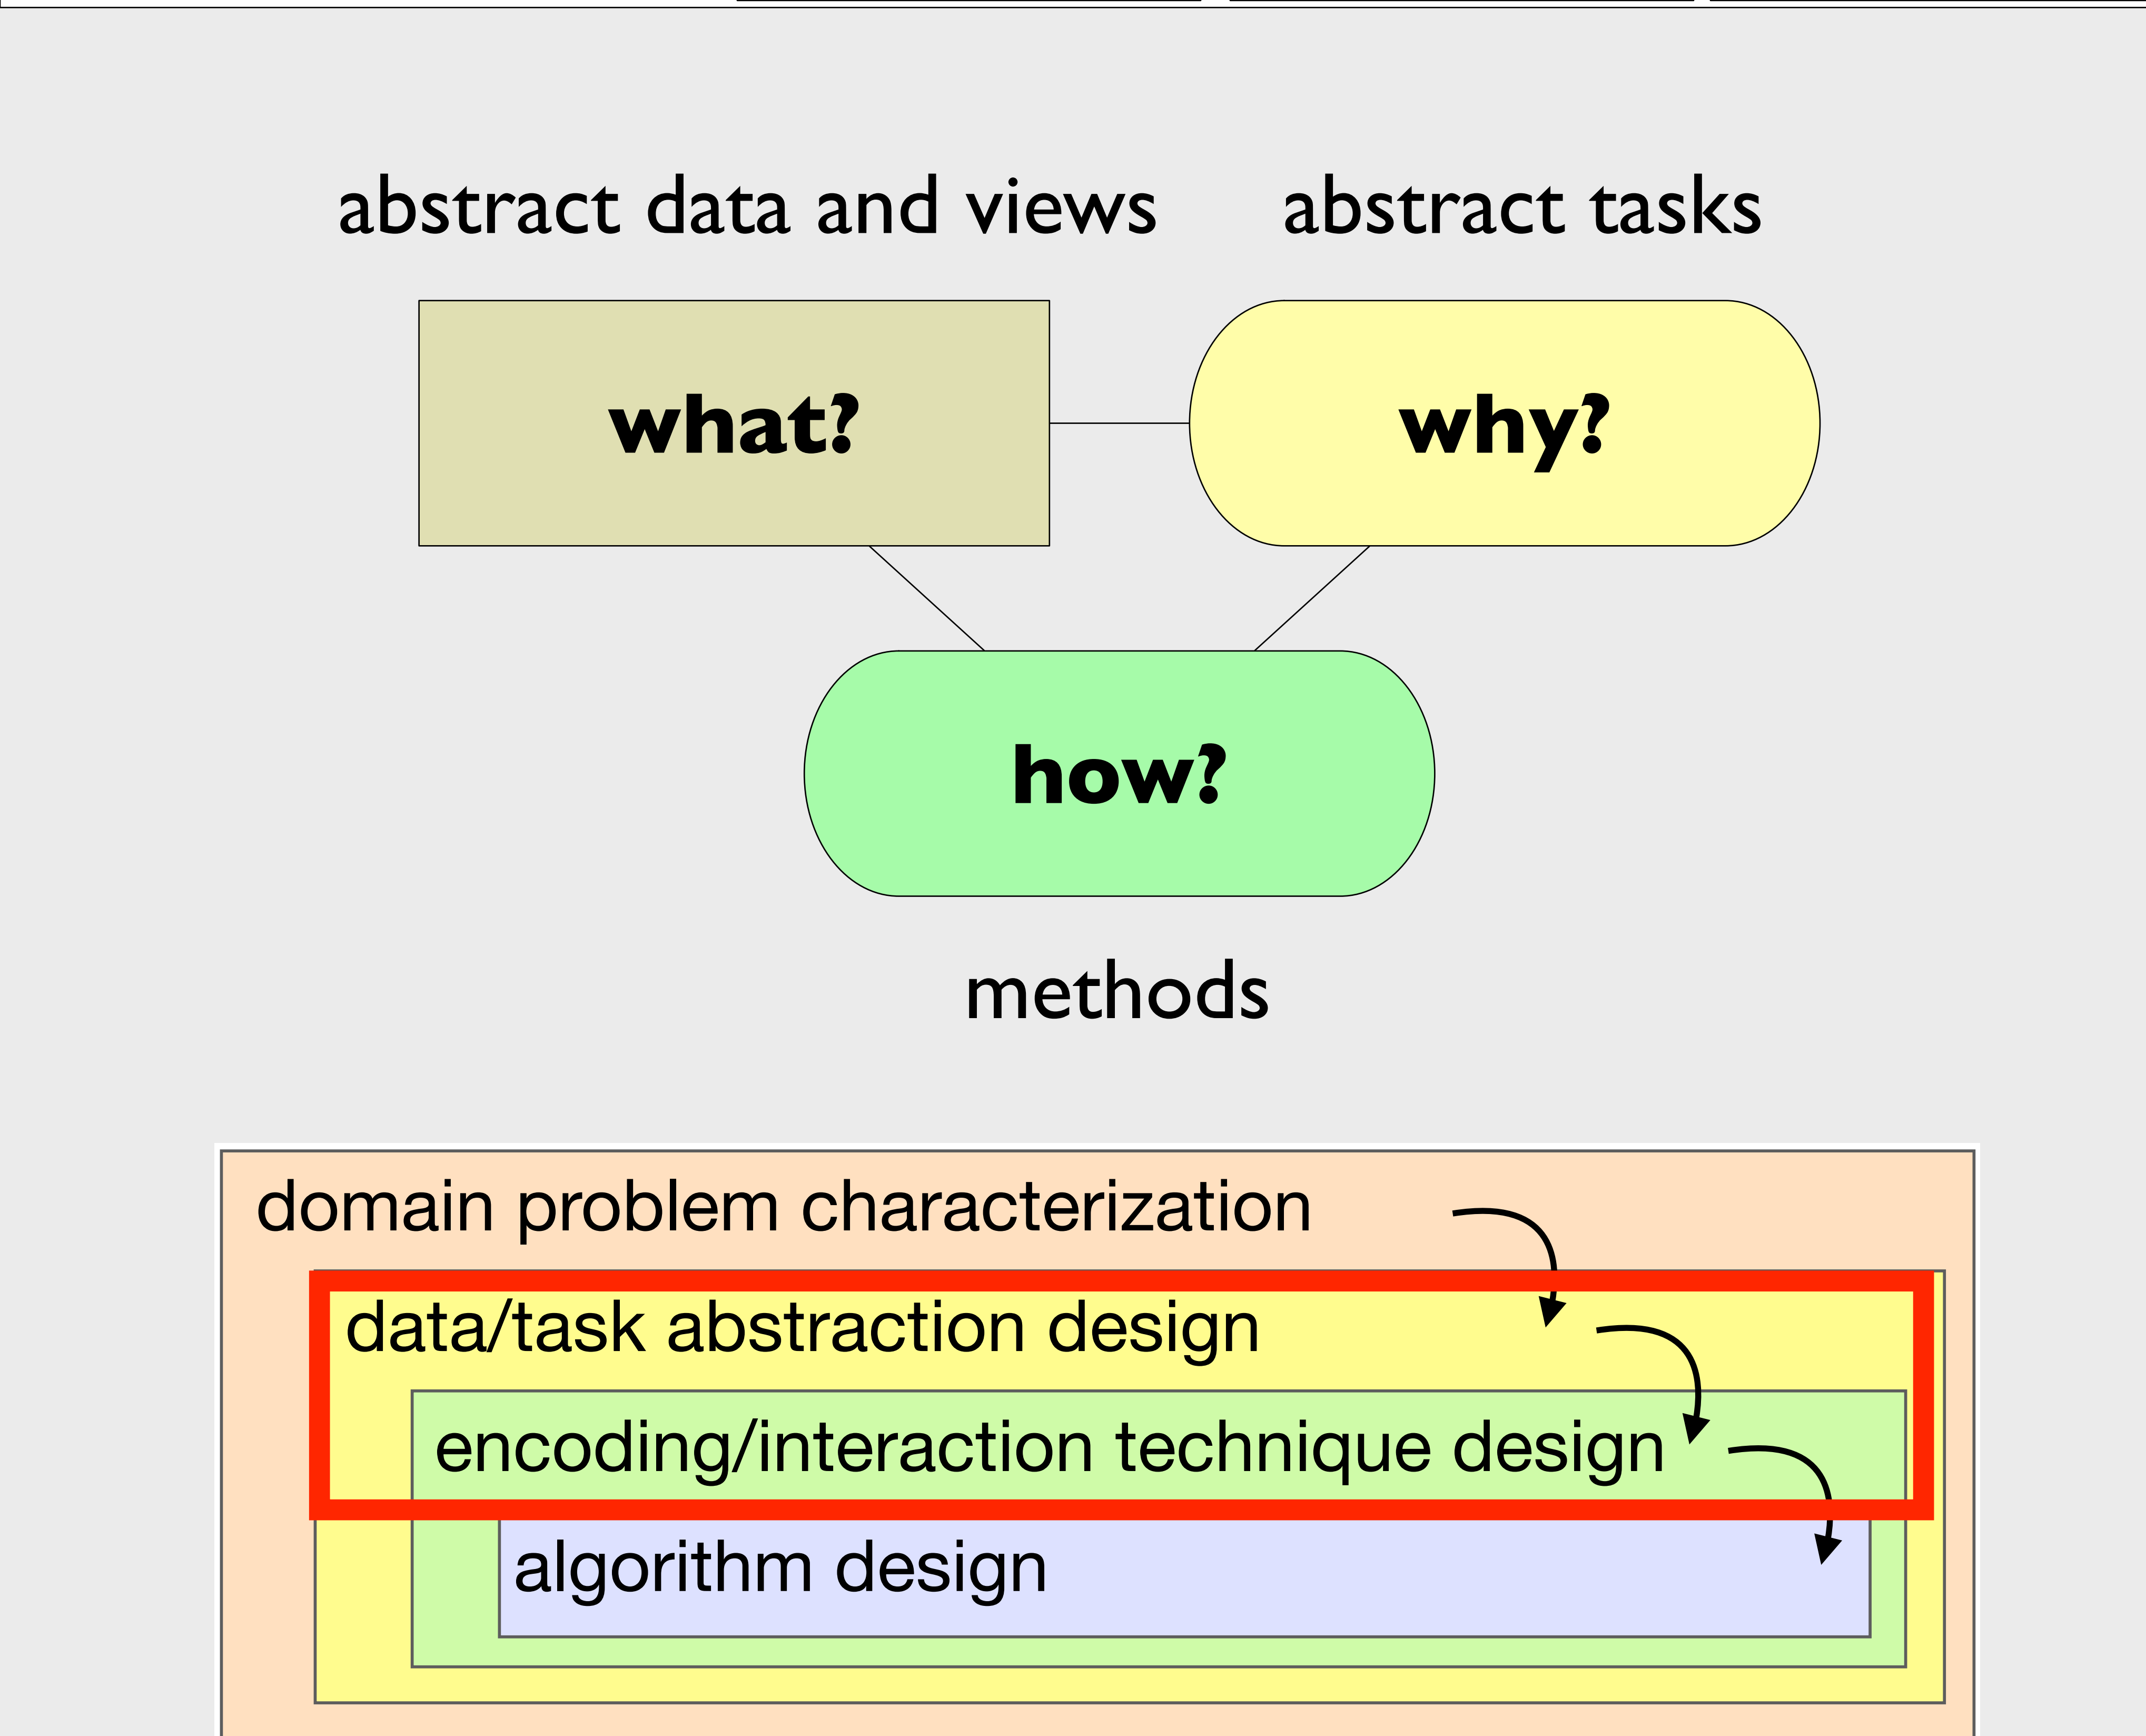 abstract data and views
abstract tasks
what?
why?
how?
methods
domain problem characterization
data/task abstraction design
encoding/interaction technique design
algorithm design